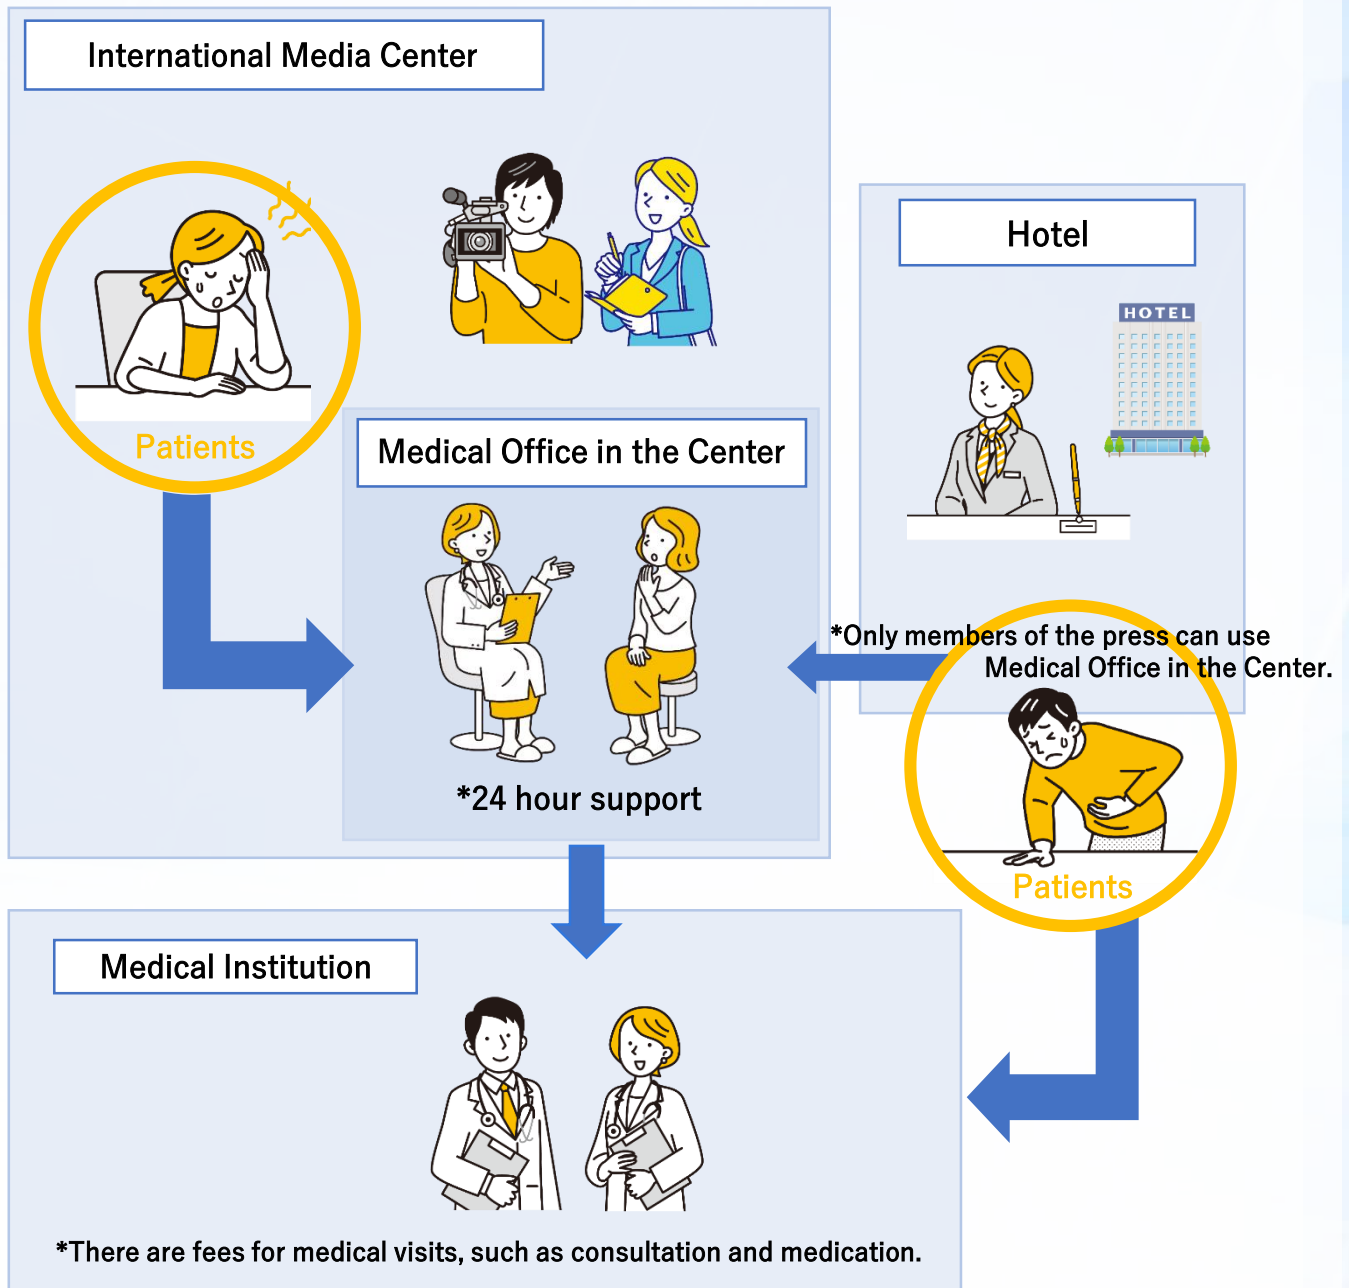 International Media Center
Hotel
HOTEL
Patients
Medical Office in the Center
*Only members of the press can use
Medical Office in the Center.
*24 hour support
Patients
Medical Institution
*There are fees for medical visits, such as consultation and medication.